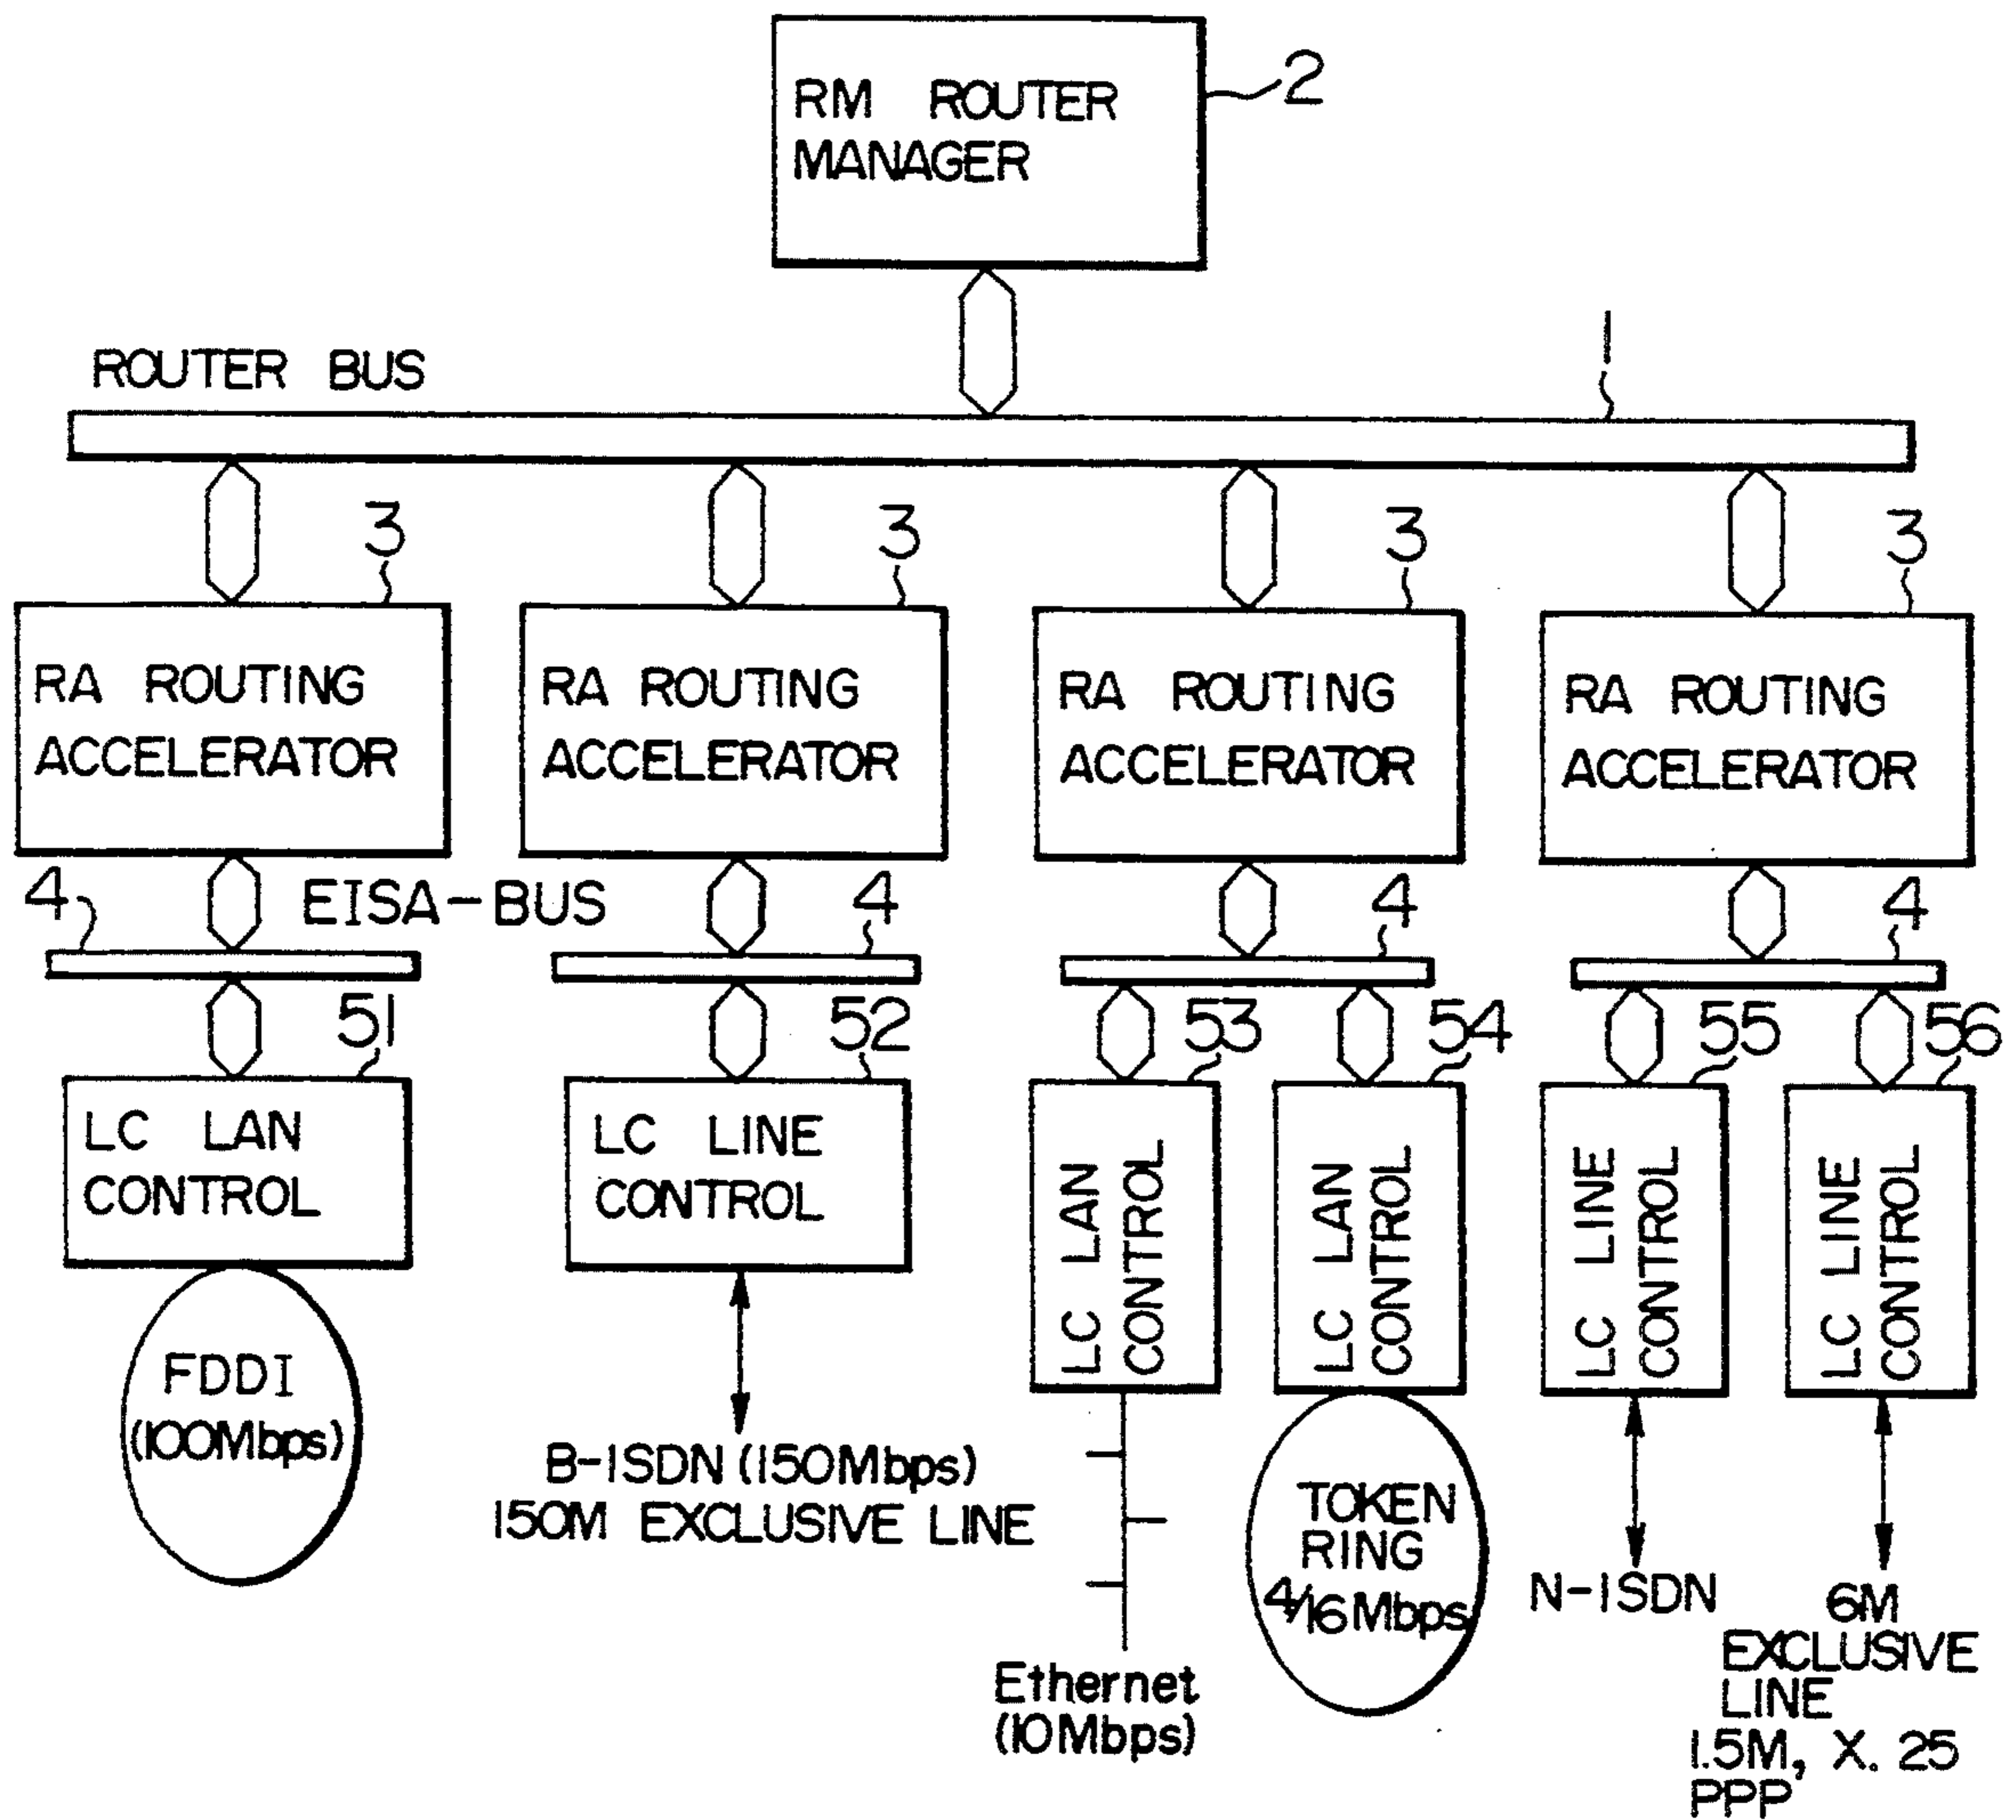 RM ROUTER
MANAGER
2
ROUTER BUS
1
3
3
3
3
RA ROUTING
ACCELERATOR
RA ROUTING
ACCELERATOR
RA ROUTING
ACCELERATOR
RA ROUTING
ACCELERATOR
4
EISA-BUS
4
4
4
51
52
53
54
55
56
LC LAN
CONTROL
LC LINE
CONTROL
LC LAN
CONTROL
LC LAN
CONTROL
LC LINE
CONTROL
LC LINE
CONTROL
FDDI
(100Mbps)
B-ISDN (150Mbps)
150M EXCLUSIVE LINE
Ethernet
(10Mbps)
TOKEN
RING
4/16Mbps
N-ISDN
6M
EXCLUSIVE
LINE
1.5M, X. 25
PPP